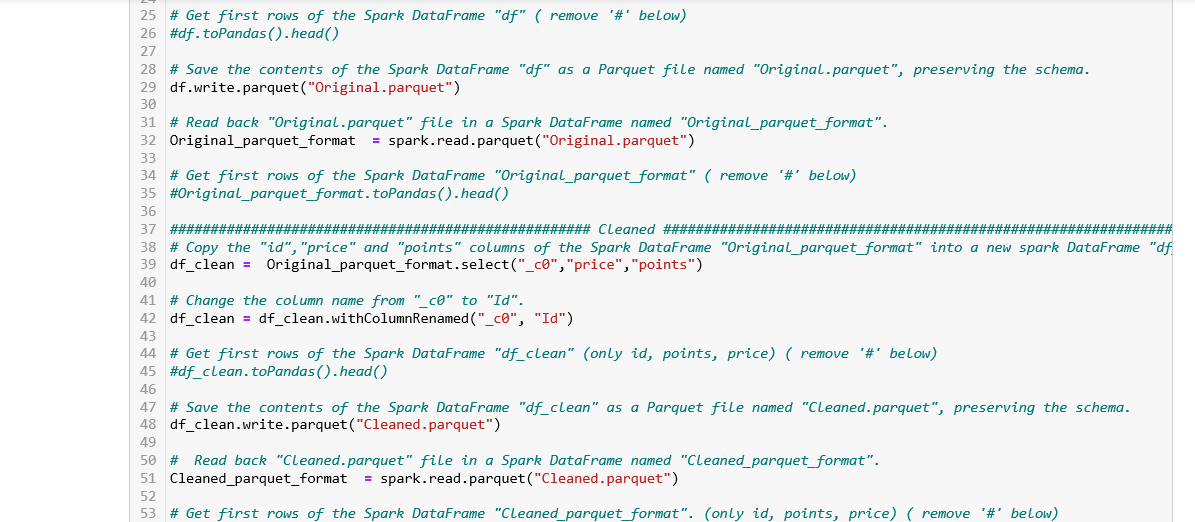 25 # Get first rows of the Spark DataFrame "df" ( remove '#' below)
26 #df.toPandas().head()
27
28 # Save the contents of the Spark DataFrame "df" as a Parquet file named "Original.parquet", preserving the schema.
29 df.write.parquet("Original.parquet")
30
31 # Read back "Original.parquet" file in a Spark DataFrame named "Original_parquet_format".
32 Original_parquet_format  = spark.read.parquet("Original.parquet")
33
34 # Get first rows of the Spark DataFrame "Original_parquet_format" ( remove '#' below)
35 #Original_parquet_format.toPandas().head()
36
37 #################################################### Cleaned ###############################################################
38 # Copy the "id","price" and "points" columns of the Spark DataFrame "Original_parquet_format" into a new spark DataFrame "df
39 df_clean =  Original_parquet_format.select("_c0","price","points")
40
41 # Change the column name from "_c0" to "Id".
42 df_clean = df_clean.withColumnRenamed("_c0", "Id")
43
44 # Get first rows of the Spark DataFrame "df_clean" (only id, points, price) ( remove '#' below)
45 #df_clean.toPandas().head()
46
47 # Save the contents of the Spark DataFrame "df_clean" as a Parquet file named "Cleaned.parquet", preserving the schema.
48 df_clean.write.parquet("Cleaned.parquet")
49
50 #  Read back "Cleaned.parquet" file in a Spark DataFrame named "Cleaned_parquet_format".
51 Cleaned_parquet_format  = spark.read.parquet("Cleaned.parquet")
52
53 # Get first rows of the Spark DataFrame "Cleaned_parquet_format". (only id, points, price) ( remove '#' below)